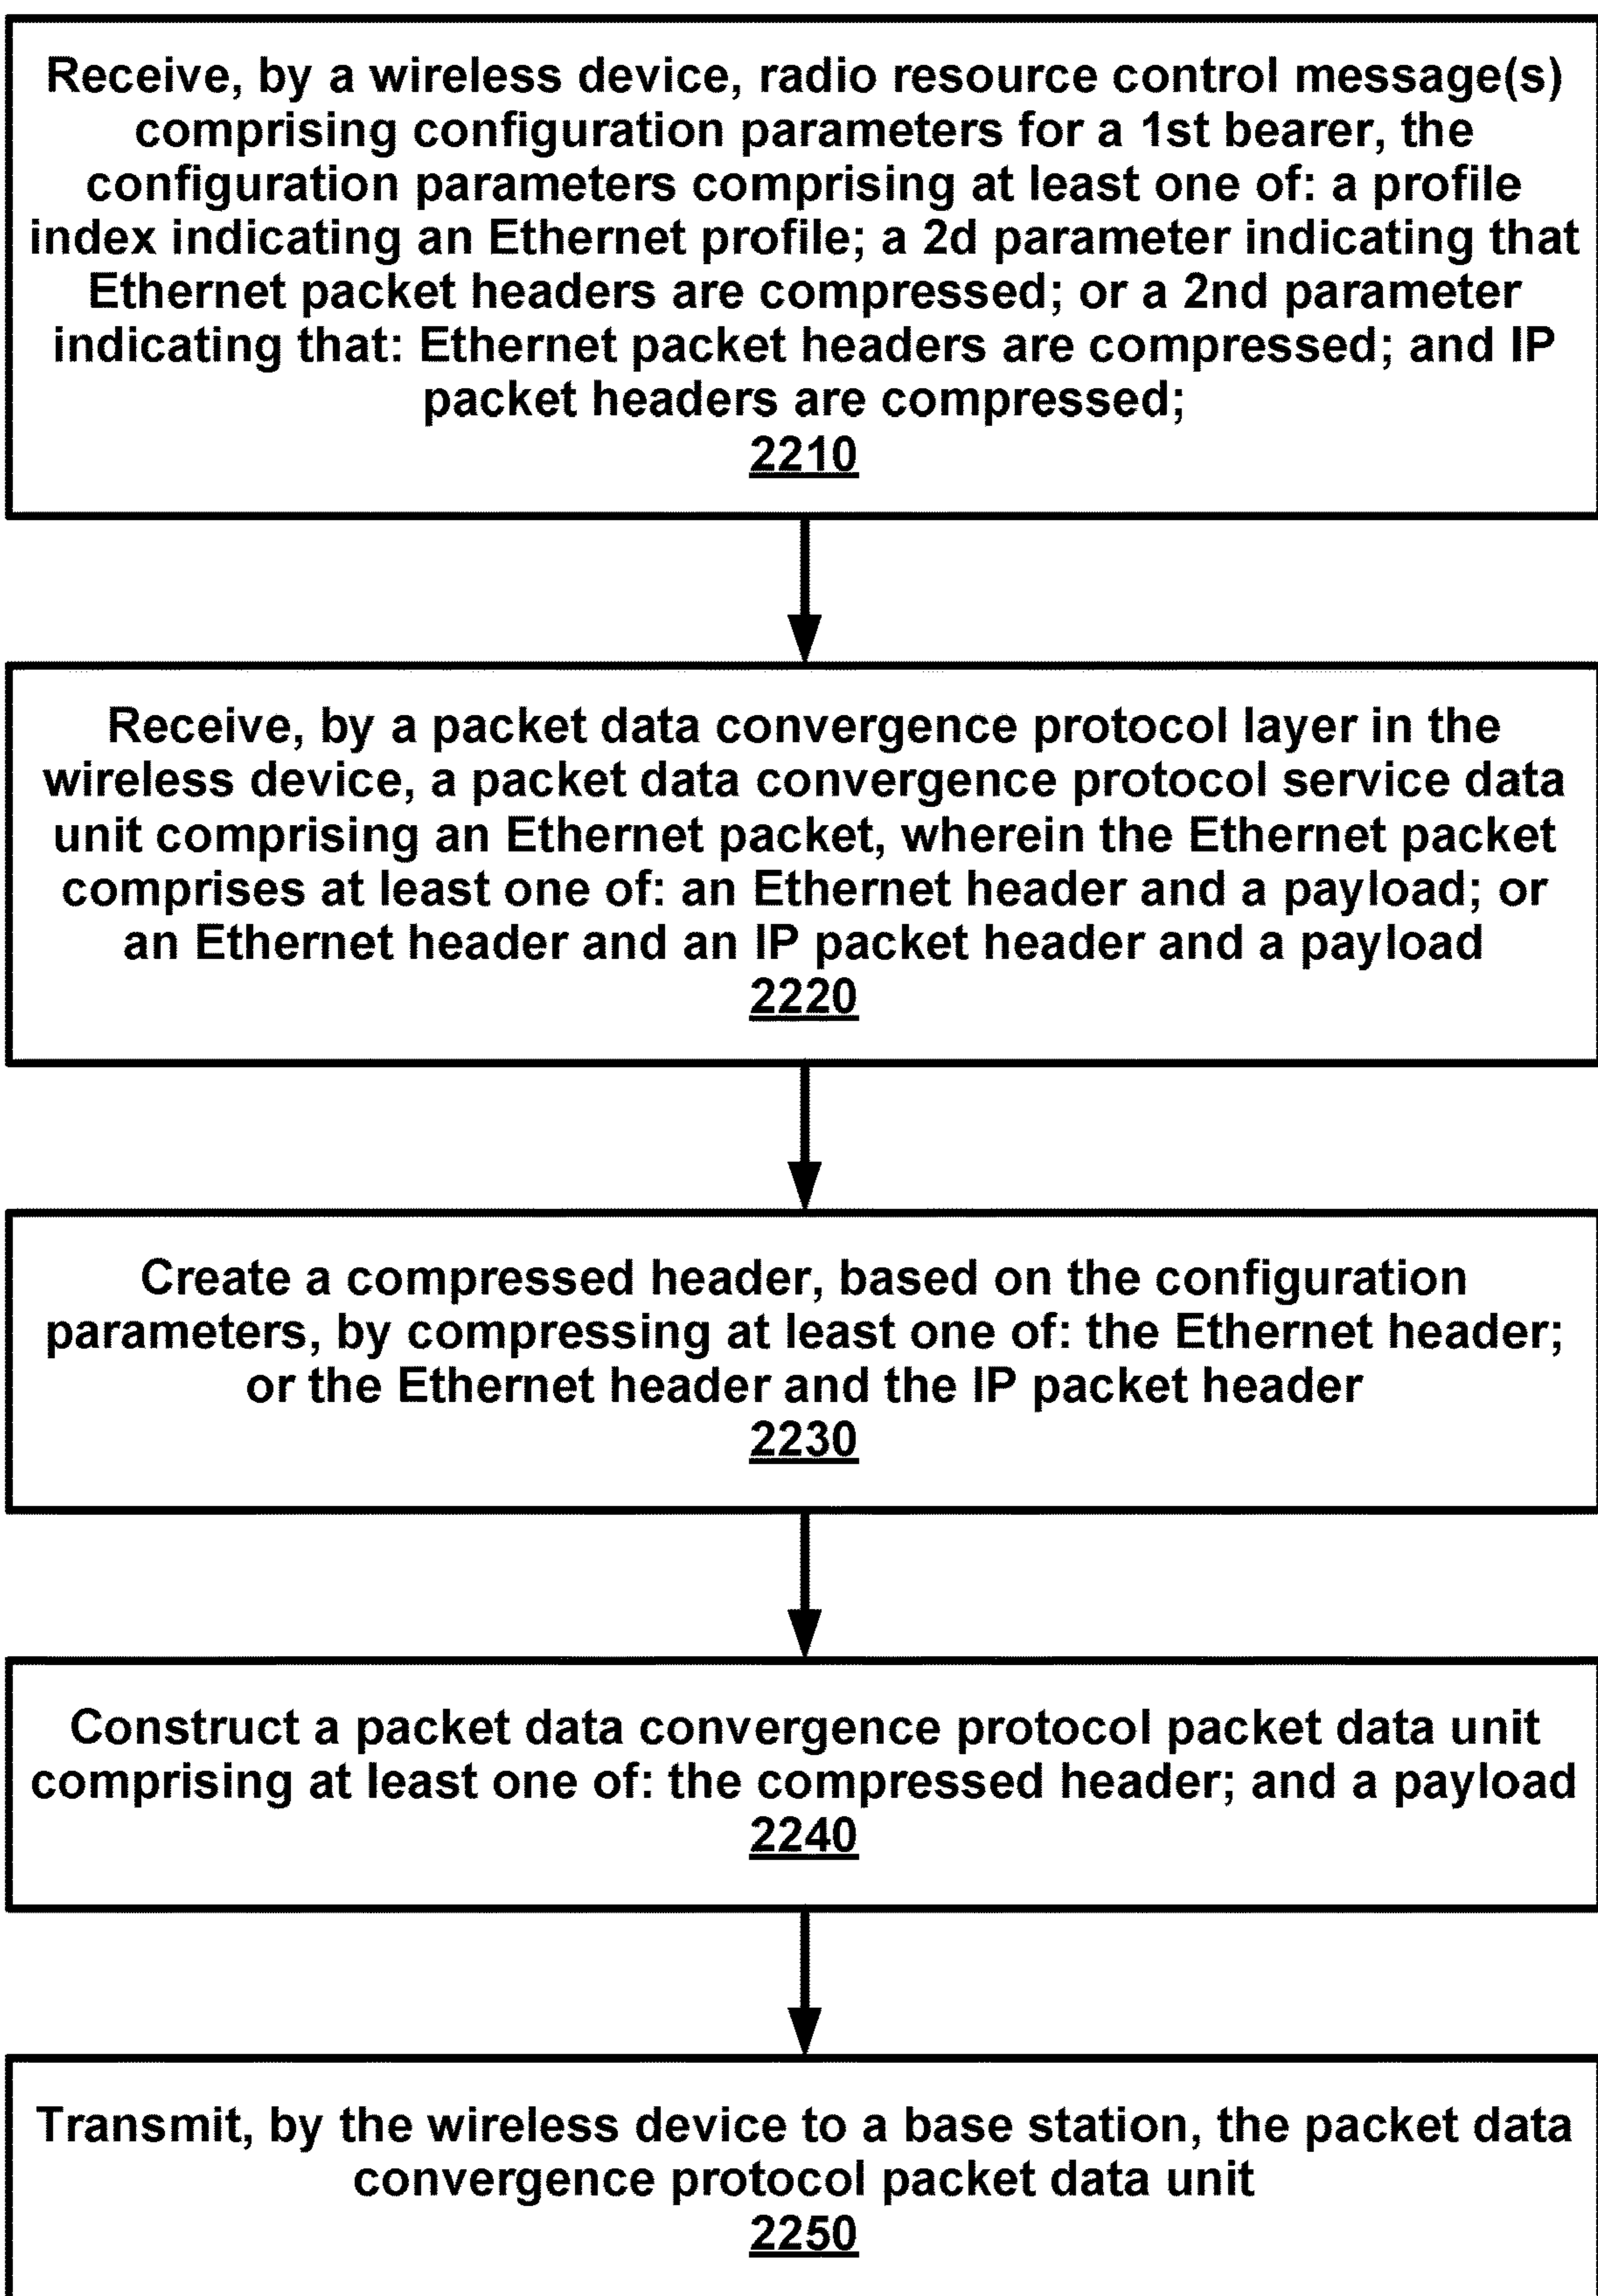 Receive, by a wireless device, radio resource control message(s)
comprising configuration parameters for a 1st bearer, the
configuration parameters comprising at least one of: a profile
index indicating an Ethernet profile; a 2d parameter indicating that
Ethernet packet headers are compressed; or a 2nd parameter
indicating that: Ethernet packet headers are compressed; and IP
packet headers are compressed;
2210
Receive, by a packet data convergence protocol layer in the
wireless device, a packet data convergence protocol service data
unit comprising an Ethernet packet, wherein the Ethernet packet
comprises at least one of: an Ethernet header and a payload; or
an Ethernet header and an IP packet header and a payload
2220
Create a compressed header, based on the configuration
parameters, by compressing at least one of: the Ethernet header;
or the Ethernet header and the IP packet header
2230
Construct a packet data convergence protocol packet data unit
comprising at least one of: the compressed header; and a payload
2240
Transmit, by the wireless device to a base station, the packet data
convergence protocol packet data unit
2250